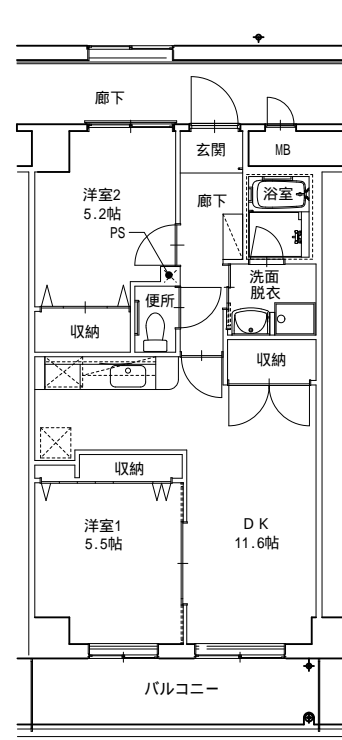 廊下
玄関
MB
洋室2
5.2帖
廊下
浴室
PS
洗面
脱衣
便所
収納
収納
収納
洋室1
5.5帖
DK
11.6帖
バルコニー